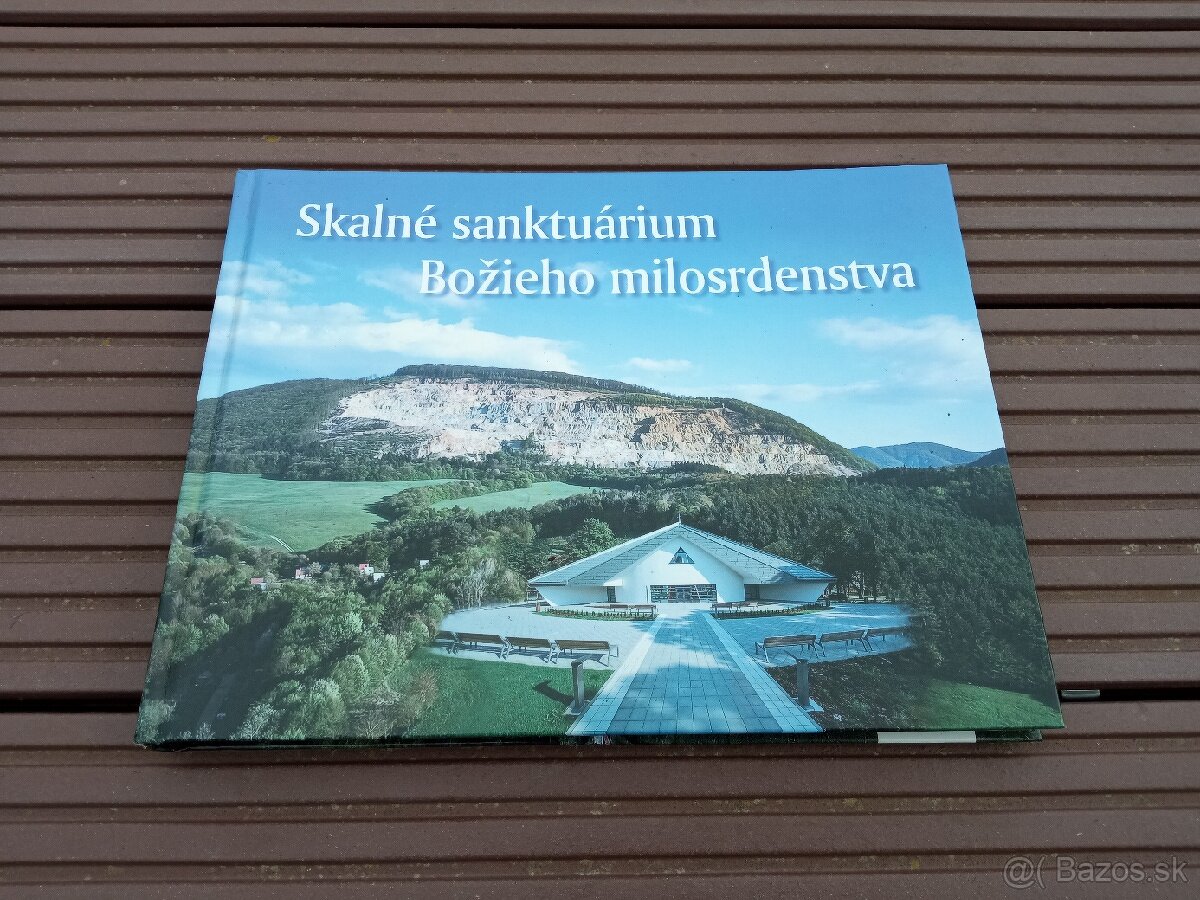 Skalné sanktuárium
Božieho milosrdenstva
@( Bazos.sk